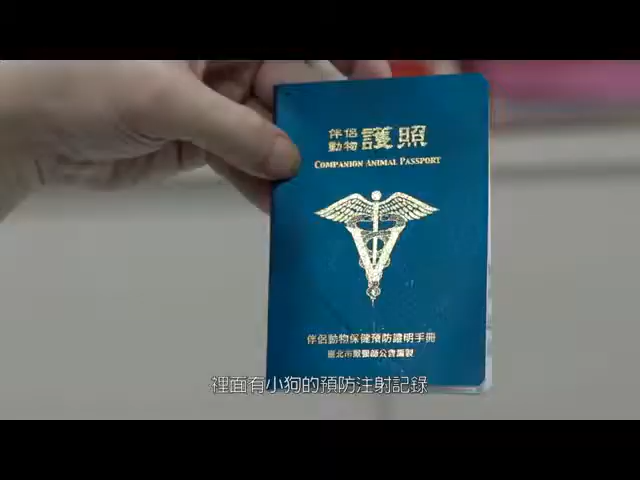 伴侶
動物 護照
COMPANION ANIMAL PASSPORT
伴侶動物保健預防證明手冊
臺北市獸醫師公會編製
裡面有小狗的預防注射記錄